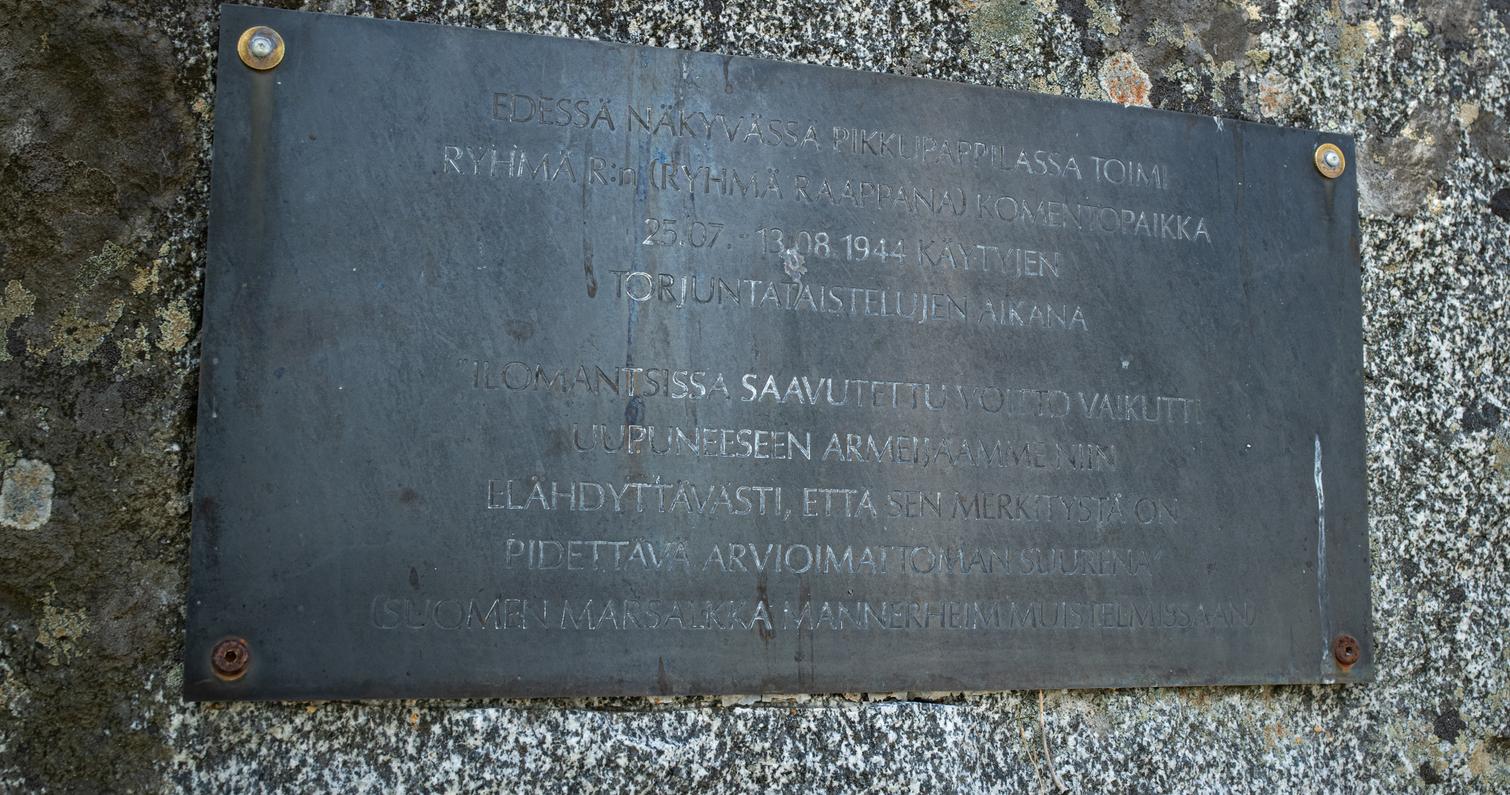 EDESSÄ NÄKYVÄSSÄ PIKKUPAPPILASSA TOIMI
RYHMÄ R:n (RYHMÄ RAAPPANA) KOMENTOPAIKKA
25.07. - 13.08.1944 KÄYTYJEN
TORJUNTATAISTELUJEN AIKANA
"ILOMANTSISSA SAAVUTETTU VOITTO VAIKUTTI
UUPUNEESEEN ARMEIJAAMME NIIN
ELÄHDYTTÄVÄSTI, ETTÄ SEN MERKITYSTÄ ON
PIDETTÄVÄ ARVIOIMATTOMAN SUURENA"
(SUOMEN MARSALKKA MANNERHEIM MUISTELMISSAAN)